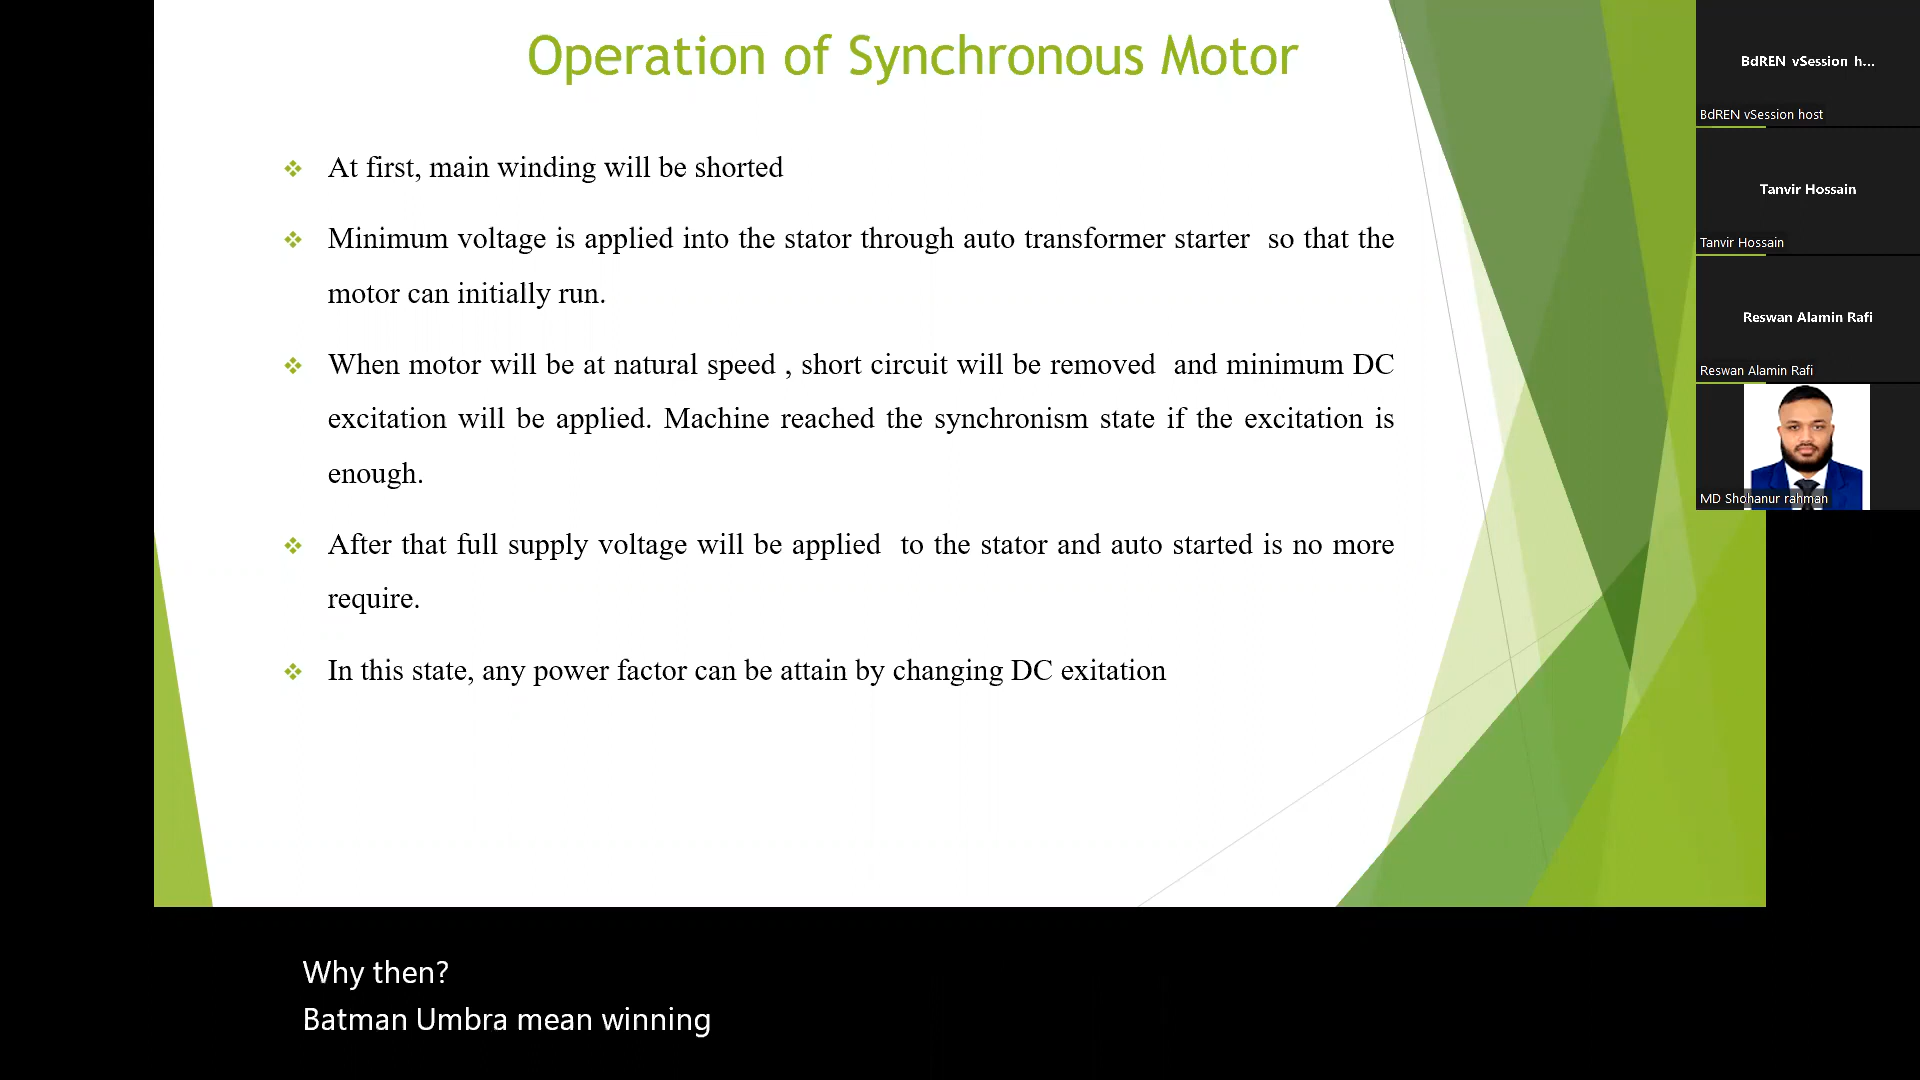 Operation of Synchronous Motor
At first, main winding will be shorted
Minimum voltage is applied into the stator through auto transformer starter so that the
motor can initially run.
When motor will be at natural speed , short circuit will be removed and minimum DC
excitation will be applied. Machine reached the synchronism state if the excitation is
enough.
After that full supply voltage will be applied to the stator and auto started is no more
require.
In this state, any power factor can be attain by changing DC exitation
BdREN vSession h...
BdREN vSession host
Tanvir Hossain
Tanvir Hossain
Reswan Alamin Rafi
Reswan Alamin Rafi
MD Shohanur rahman
Why then?
Batman Umbra mean winning